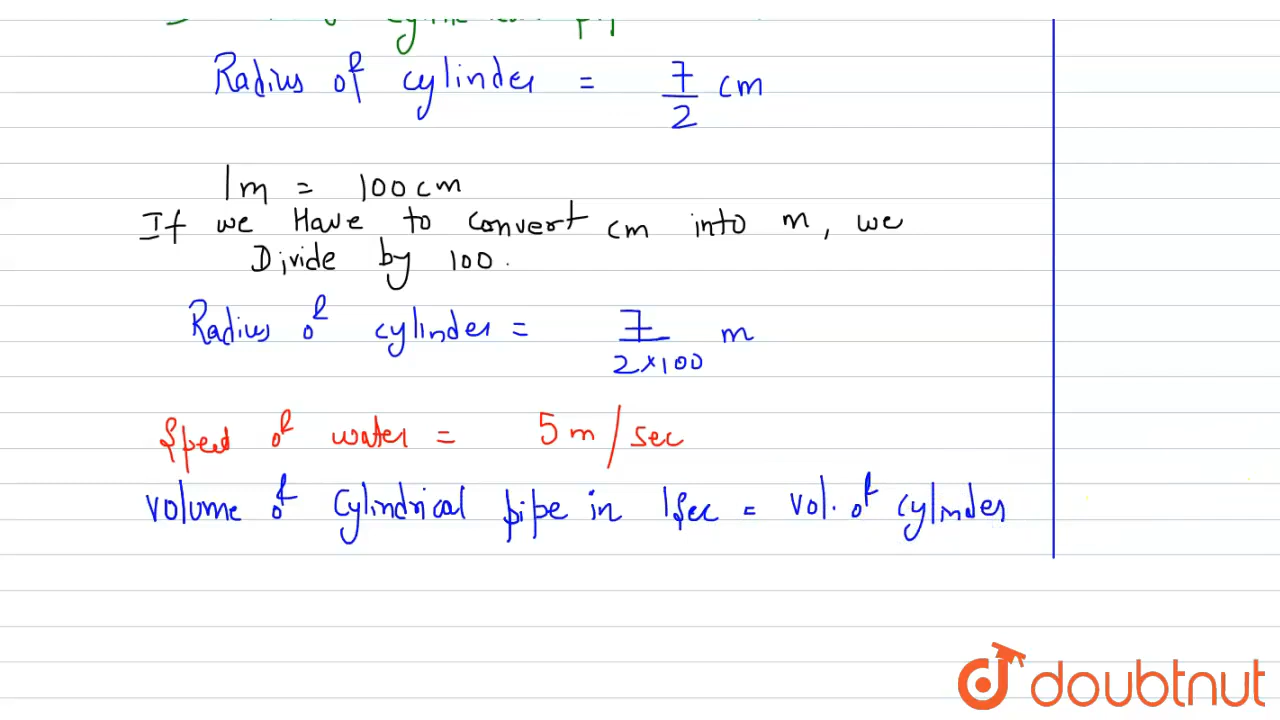 Radius of cylinder = 7/2 cm
1m = 100cm
If we Have to convert cm into m, we
Divide by 100.
Radius of cylinder = 7/2×100 m
Speed of water = 5m/sec
Volume of Cylindrical pipe in 1Sec = Vol. of cylinder
doubtnut